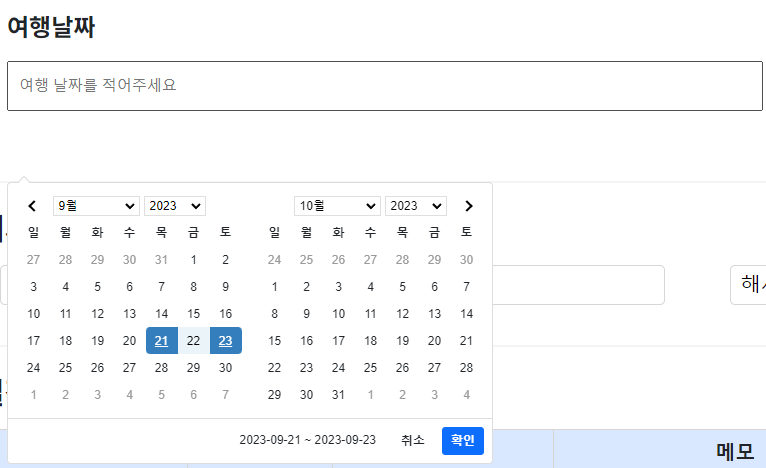 여행날짜
여행 날짜를 적어주세요
9월 2023 10월 2023
일 월 화 수 목 금 토 일 월 화 수 목 금 토
27 28 29 30 31 1 2 24 25 26 27 28 29 30
3 4 5 6 7 8 9 1 2 3 4 5 6 7
10 11 12 13 14 15 16 8 9 10 11 12 13 14
17 18 19 20 21 22 23 15 16 17 18 19 20 21
24 25 26 27 28 29 30 22 23 24 25 26 27 28
1 2 3 4 5 6 7 29 30 31 1 2 3 4
2023-09-21 ~ 2023-09-23 취소 확인
메모